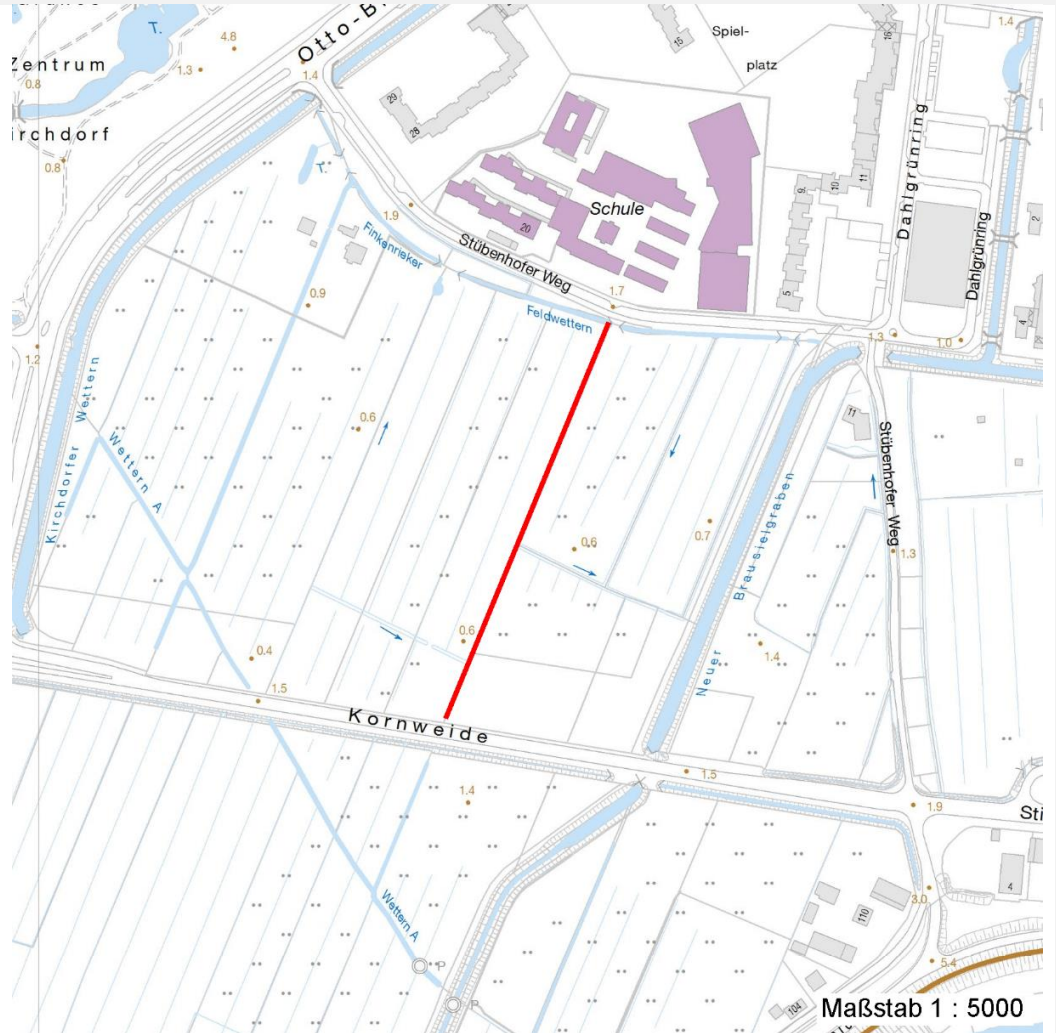 T.
4.8
Otto-B
Zentrum
1.3
1.4
0.8
irchdorf
0.8
29
28
15
Spiel-
platz
16
1.4
T.
1.9
Finkenrieker
20
Stübenhofer Weg
Schule
9
10
11
5
Dahlgrünring
Dahlgrünring
2
4
1.7
Feldwettern
1.3
1.0
0.9
1.2
Kirchdorfer Wettern
Wettern A
0.6
11
Stübenhofer Weg
0.7
0.6
1.3
Neuer Brausielgraben
0.6
0.4
1.4
1.5
Kornweide
1.5
1.4
1.9
Sti
Wettern A
3.0
4
110
P
P
5.4
104
Maßstab 1 : 5000